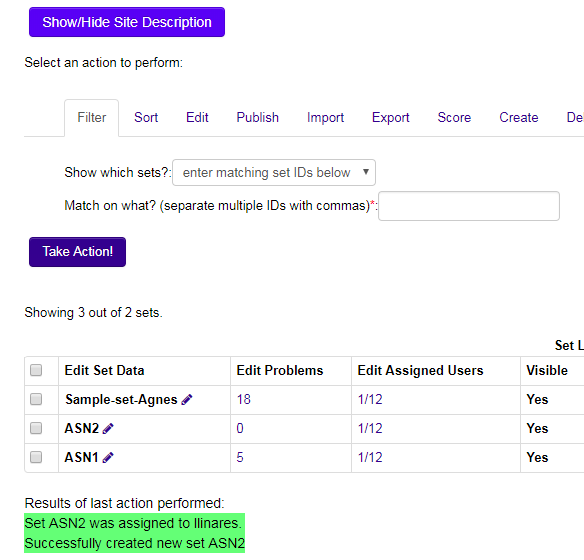 Show/Hide Site Description
Select an action to perform:
Filter Sort Edit Publish Import Export Score Create
Show which sets?: enter matching set IDs below
Match on what? (separate multiple IDs with commas)*:
Take Action!
Showing 3 out of 2 sets.
Set L
Edit Set Data Edit Problems Edit Assigned Users Visible
Sample-set-Agnes 18 1/12 Yes
ASN2 0 1/12 Yes
ASN1 5 1/12 Yes
Results of last action performed:
Set ASN2 was assigned to llinares.
Successfully created new set ASN2